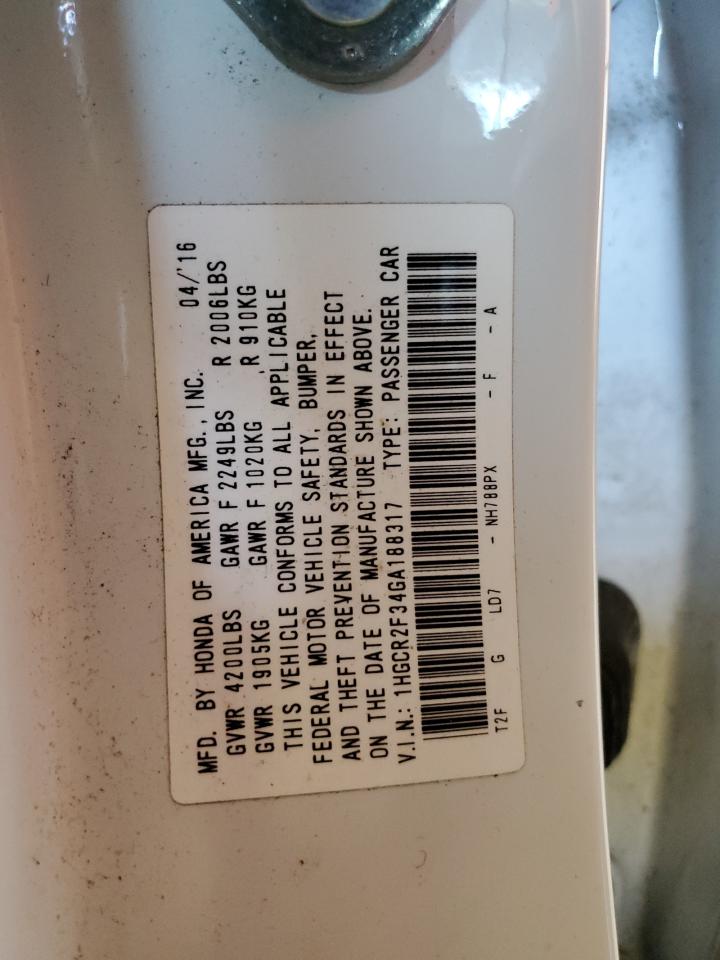 MFD. BY HONDA OF AMERICA MFG., INC. 04/'16
GVWR 4200LBS GAWR F 2249LBS R 2006LBS
GVWR 1905KG GAWR F 1020KG ,R 910KG
THIS VEHICLE CONFORMS TO ALL APPLICABLE
FEDERAL MOTOR VEHICLE SAFETY, BUMPER,
AND THEFT PREVENTION STANDARDS IN EFFECT
ON THE DATE OF MANUFACTURE SHOWN ABOVE.
V.I.N.: 1HGCR2F34GA188317 TYPE: PASSENGER CAR
T2F G LD7 - NH788PX - F - A